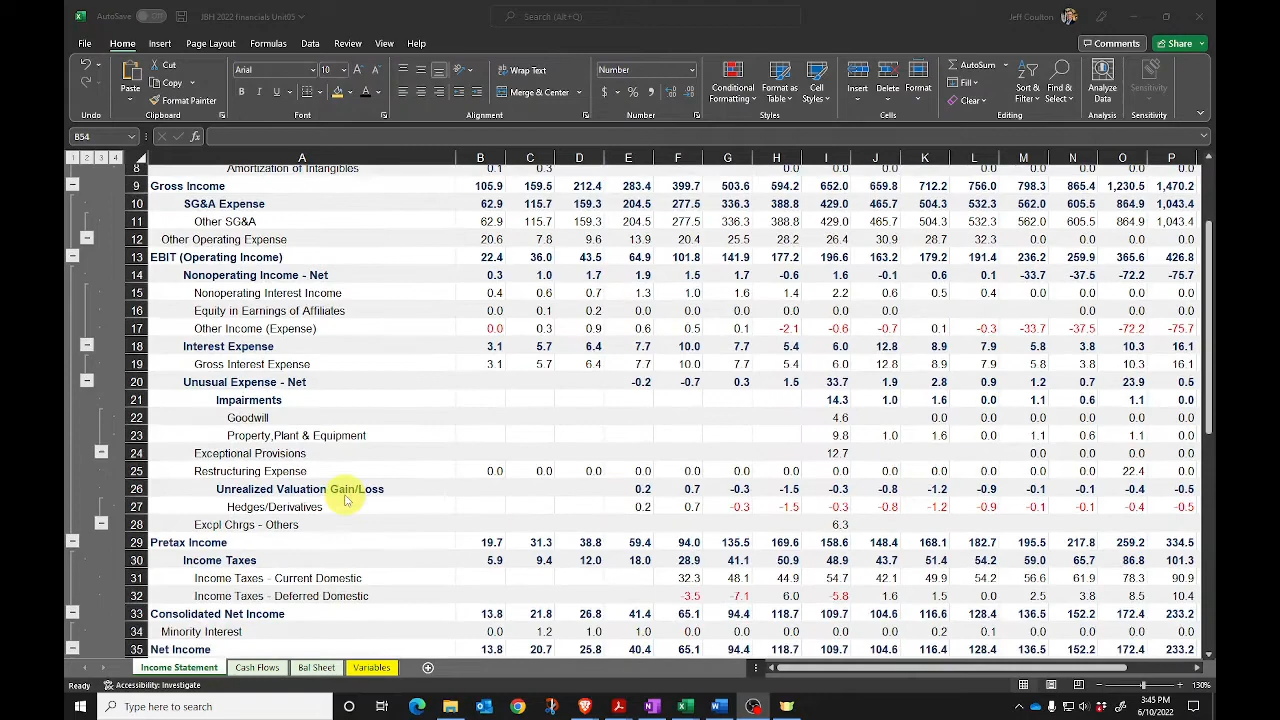 AutoSave Off JBH 2022 financials Unit05 Search (Alt+Q) Jeff Coulton
File Home Insert Page Layout Formulas Data Review View Help Comments Share
Undo
Paste Cut Copy Format Painter Clipboard
Arial 10 B I U Font
Wrap Text Merge & Center Alignment
Number $ % Number
Conditional Formatting Format as Table Cell Styles Styles
Insert Delete Format Cells
AutoSum Fill Clear Sort & Filter Find & Select Editing
Analyze Data Analysis
Sensitivity Sensitivity
B54 fx
1 2 3 4 A B C D E F G H I J K L M N O P
8 Amortization of Intangibles 0.1 0.3 0.0 0.0 0.0 0.0 0.0 0.0 0.0 0.0 0.0
9 Gross Income 105.9 159.5 212.4 283.4 399.7 503.6 594.2 652.0 659.8 712.2 756.0 798.3 865.4 1,230.5 1,470.2
10 SG&A Expense 62.9 115.7 159.3 204.5 277.5 336.3 388.8 429.0 465.7 504.3 532.3 562.0 605.5 864.9 1,043.4
11 Other SG&A 62.9 115.7 159.3 204.5 277.5 336.3 388.8 429.0 465.7 504.3 532.3 562.0 605.5 864.9 1,043.4
12 Other Operating Expense 20.6 7.8 9.6 13.9 20.4 25.5 28.2 26.4 30.9 28.7 32.3 0.0 0.0 0.0 0.0
13 EBIT (Operating Income) 22.4 36.0 43.5 64.9 101.8 141.9 177.2 196.6 163.2 179.2 191.4 236.2 259.9 365.6 426.8
14 Nonoperating Income - Net 0.3 1.0 1.7 1.9 1.5 1.7 -0.6 1.6 -0.1 0.6 0.1 -33.7 -37.5 -72.2 -75.7
15 Nonoperating Interest Income 0.4 0.6 0.7 1.3 1.0 1.6 1.4 2.2 0.6 0.5 0.4 0.0 0.0 0.0
16 Equity in Earnings of Affiliates 0.0 0.1 0.2 0.0 0.0 0.0 0.0 0.0 0.0 0.0 0.0 0.0
17 Other Income (Expense) 0.0 0.3 0.9 0.6 0.5 0.1 -2.1 -0.6 -0.7 0.1 -0.3 -33.7 -37.5 -72.2 -75.7
18 Interest Expense 3.1 5.7 6.4 7.7 10.0 7.7 5.4 6.0 12.8 8.9 7.9 5.8 3.8 10.3 16.1
19 Gross Interest Expense 3.1 5.7 6.4 7.7 10.0 7.7 5.4 6.0 12.8 8.9 7.9 5.8 3.8 10.3 16.1
20 Unusual Expense - Net -0.2 -0.7 0.3 1.5 33.7 1.9 2.8 0.9 1.2 0.7 23.9 0.5
21 Impairments 14.3 1.0 1.6 0.0 1.1 0.6 1.1 0.0
22 Goodwill 4.6 0.0 0.0 0.0 0.0 0.0 0.0
23 Property,Plant & Equipment 9.8 1.0 1.6 0.0 1.1 0.6 1.1 0.0
24 Exceptional Provisions 12.7 0.0 0.0
25 Restructuring Expense 0.0 0.0 0.0 0.0 0.0 0.0 0.0 0.0 0.0 0.0 0.0 0.0 0.0 22.4 0.0
26 Unrealized Valuation Gain/Loss 0.2 0.7 -0.3 -1.5 -0.3 -0.8 -1.2 -0.9 -0.1 -0.1 -0.4 -0.5
27 Hedges/Derivatives 0.2 0.7 -0.3 -1.5 -0.3 -0.8 -1.2 -0.9 -0.1 -0.1 -0.4 -0.5
28 Excpl Chrgs - Others 6.3
29 Pretax Income 19.7 31.3 38.8 59.4 94.0 135.5 169.6 158.6 148.4 168.1 182.7 195.5 217.8 259.2 334.5
30 Income Taxes 5.9 9.4 12.0 18.0 28.9 41.1 50.9 48.9 43.7 51.4 54.2 59.0 65.7 86.8 101.3
31 Income Taxes - Current Domestic 32.3 48.1 44.9 54.7 42.1 49.9 54.2 56.6 61.9 78.3 90.9
32 Income Taxes - Deferred Domestic -3.5 -7.1 6.0 -5.8 1.6 1.5 0.0 2.5 3.8 8.5 10.4
33 Consolidated Net Income 13.8 21.8 26.8 41.4 65.1 94.4 118.7 109.7 104.6 116.6 128.4 136.5 152.2 172.4 233.2
34 Minority Interest 0.0 1.2 1.0 1.0 0.0 0.0 0.0 0.0 0.0 0.2 0.1 0.0 0.0 0.0 0.0
35 Net Income 13.8 20.7 25.8 40.4 65.1 94.4 118.7 109.7 104.6 116.4 128.4 136.5 152.2 172.4 233.2
Income Statement Cash Flows Bal Sheet Variables
Ready Accessibility: Investigate 130%
Type here to search
3:45 PM
6/10/2022